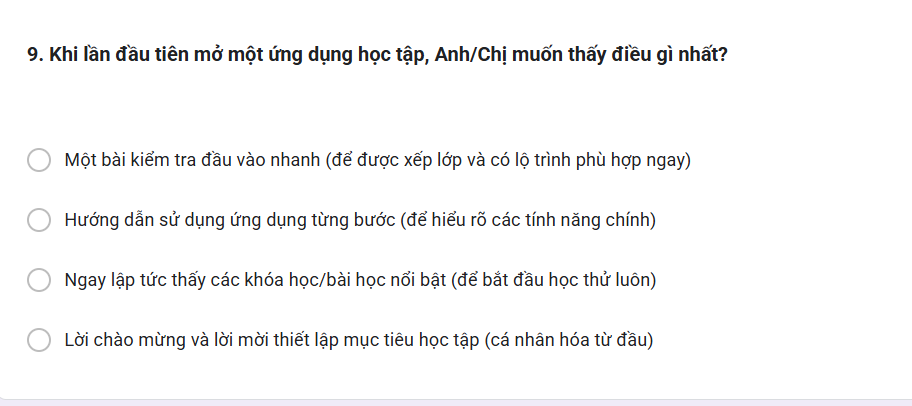 9. Khi lần đầu tiên mở một ứng dụng học tập, Anh/Chị muốn thấy điều gì nhất?
Một bài kiểm tra đầu vào nhanh (để được xếp lớp và có lộ trình phù hợp ngay)
Hướng dẫn sử dụng ứng dụng từng bước (để hiểu rõ các tính năng chính)
Ngay lập tức thấy các khóa học/bài học nổi bật (để bắt đầu học thử luôn)
Lời chào mừng và lời mời thiết lập mục tiêu học tập (cá nhân hóa từ đầu)